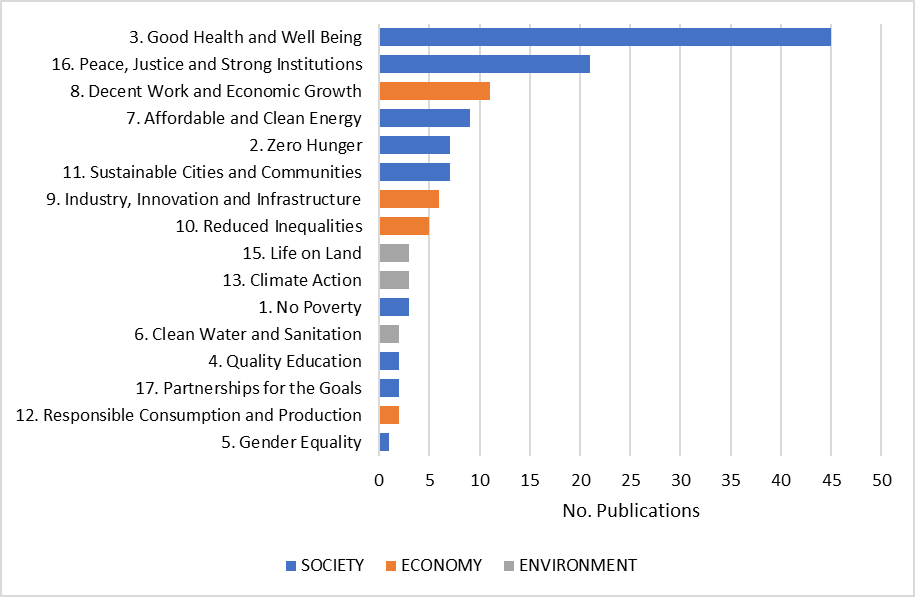 3. Good Health and Well Being
16. Peace, Justice and Strong Institutions
8. Decent Work and Economic Growth
7. Affordable and Clean Energy
2. Zero Hunger
11. Sustainable Cities and Communities
9. Industry, Innovation and Infrastructure
10. Reduced Inequalities
15. Life on Land
13. Climate Action
1. No Poverty
6. Clean Water and Sanitation
4. Quality Education
17. Partnerships for the Goals
12. Responsible Consumption and Production
5. Gender Equality
0 5 10 15 20 25 30 35 40 45 50
No. Publications
SOCIETY ECONOMY ENVIRONMENT